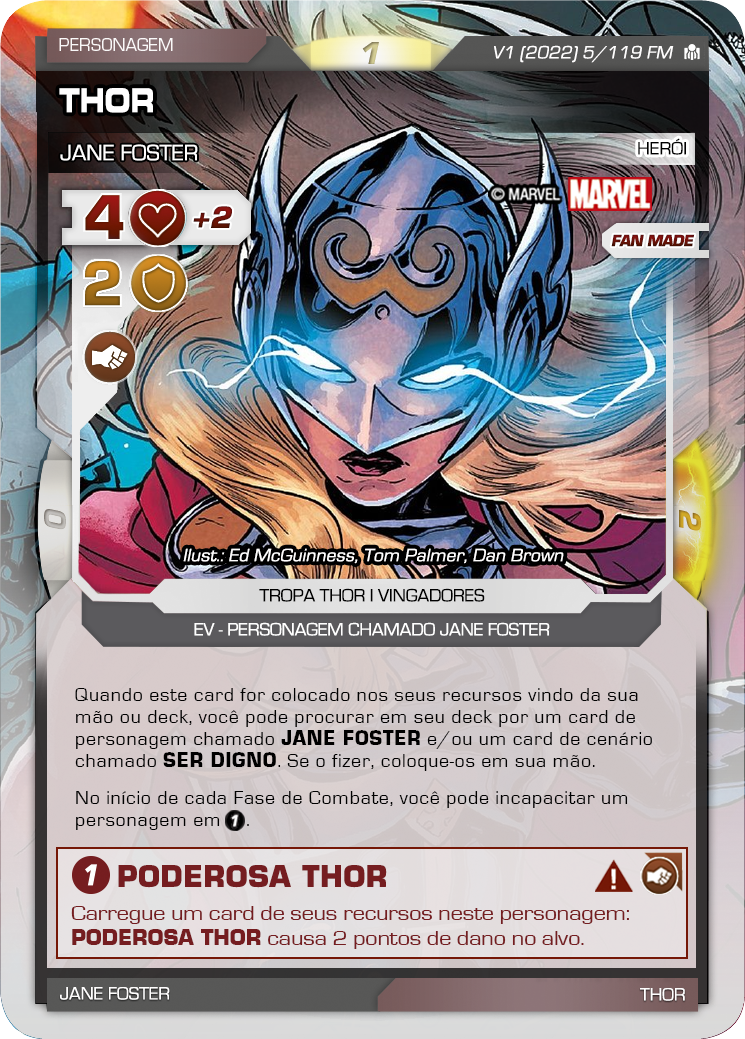 PERSONAGEM
1
V1 (2022) 5/119 FM
THOR
JANE FOSTER
HERÓI
4 +2
© MARVEL MARVEL
FAN MADE
2
0
2
Ilust.: Ed McGuinness, Tom Palmer, Dan Brown
TROPA THOR | VINGADORES
EV - PERSONAGEM CHAMADO JANE FOSTER
Quando este card for colocado nos seus recursos vindo da sua
mão ou deck, você pode procurar em seu deck por um card de
personagem chamado JANE FOSTER e/ou um card de cenário
chamado SER DIGNO. Se o fizer, coloque-os em sua mão.
No início de cada Fase de Combate, você pode incapacitar um
personagem em 1.
1 PODEROSA THOR
Carregue um card de seus recursos neste personagem:
PODEROSA THOR causa 2 pontos de dano no alvo.
JANE FOSTER
THOR